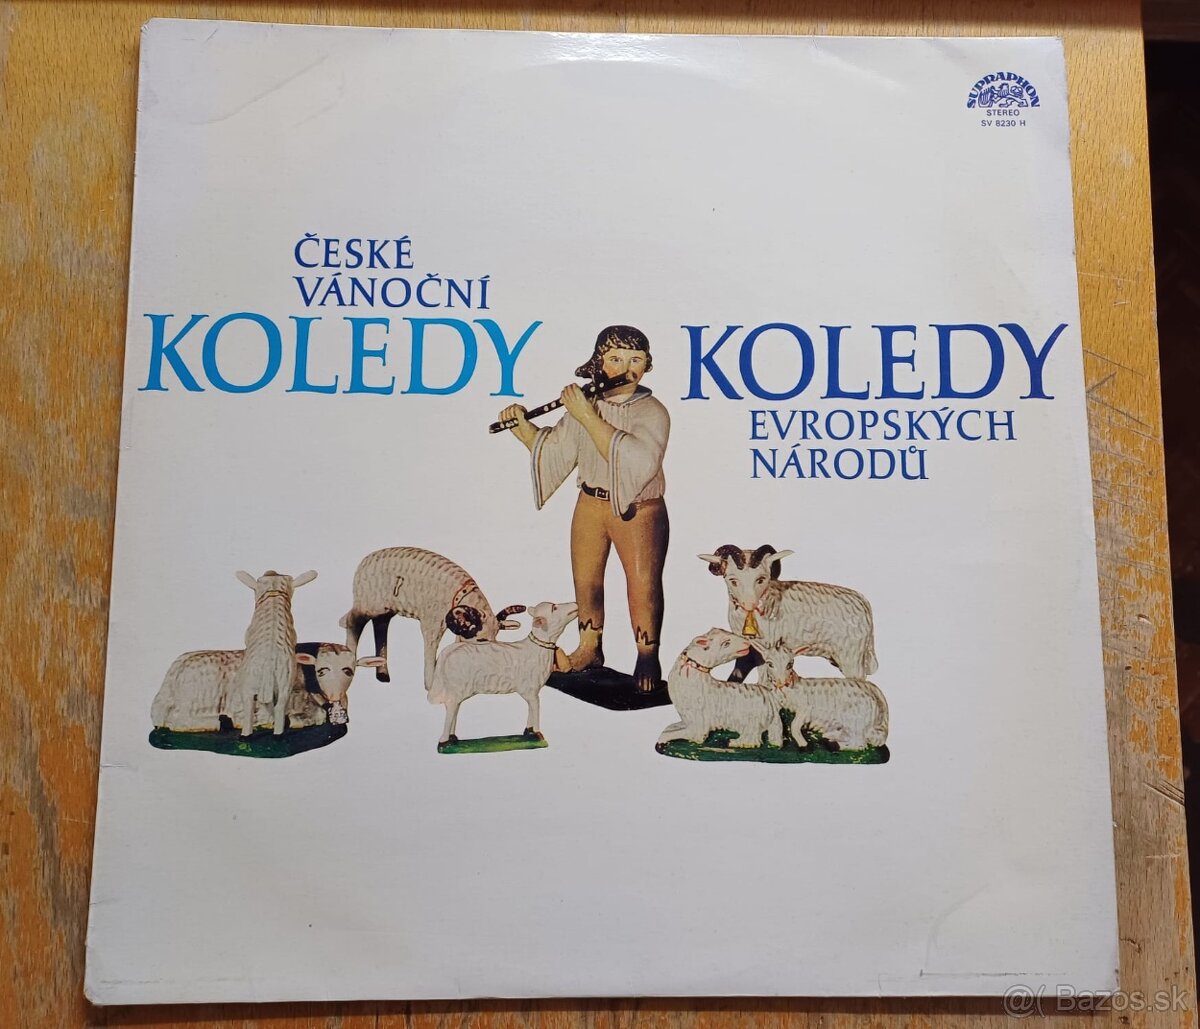 SUPRAPHON
STEREO
SV 8230 H
ČESKÉ
VÁNOČNÍ
KOLEDY
KOLEDY
EVROPSKÝCH
NÁRODŮ
@( Bazos.sk